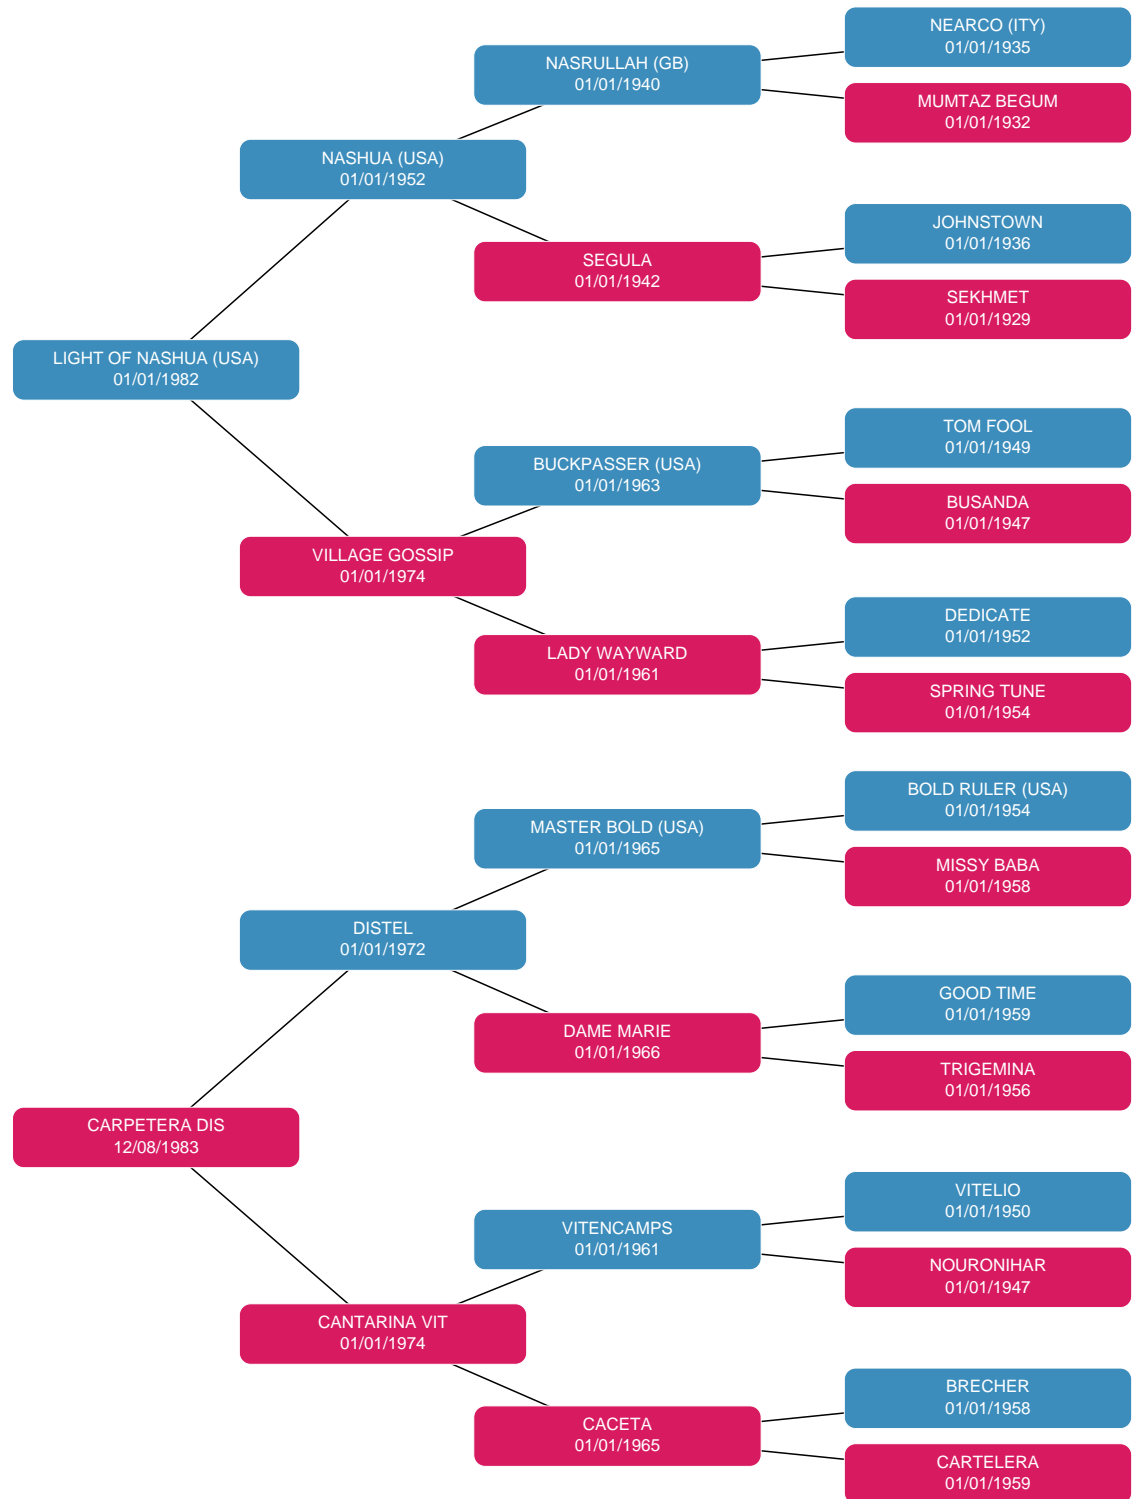 NEARCO (ITY)
01/01/1935
NASRULLAH (GB)
01/01/1940
MUMTAZ BEGUM
01/01/1932
NASHUA (USA)
01/01/1952
JOHNSTOWN
01/01/1936
SEGULA
01/01/1942
SEKHMET
01/01/1929
LIGHT OF NASHUA (USA)
01/01/1982
TOM FOOL
01/01/1949
BUCKPASSER (USA)
01/01/1963
BUSANDA
01/01/1947
VILLAGE GOSSIP
01/01/1974
DEDICATE
01/01/1952
LADY WAYWARD
01/01/1961
SPRING TUNE
01/01/1954
BOLD RULER (USA)
01/01/1954
MASTER BOLD (USA)
01/01/1965
MISSY BABA
01/01/1958
DISTEL
01/01/1972
GOOD TIME
01/01/1959
DAME MARIE
01/01/1966
TRIGEMINA
01/01/1956
CARPETERA DIS
12/08/1983
VITELIO
01/01/1950
VITENCAMPS
01/01/1961
NOURONIHAR
01/01/1947
CANTARINA VIT
01/01/1974
BRECHER
01/01/1958
CACETA
01/01/1965
CARTELERA
01/01/1959